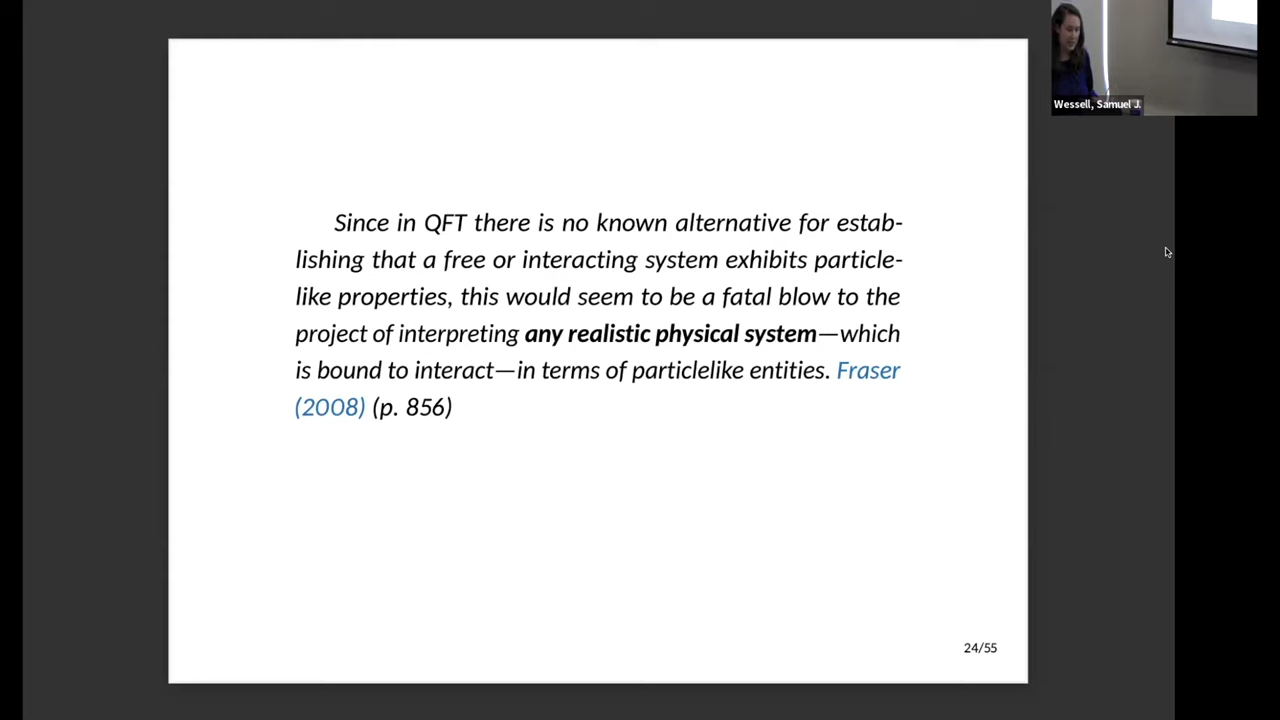 Wessell, Samuel J.
Since in QFT there is no known alternative for estab-
lishing that a free or interacting system exhibits particle-
like properties, this would seem to be a fatal blow to the
project of interpreting any realistic physical system—which
is bound to interact—in terms of particlelike entities. Fraser
(2008) (p. 856)
24/55